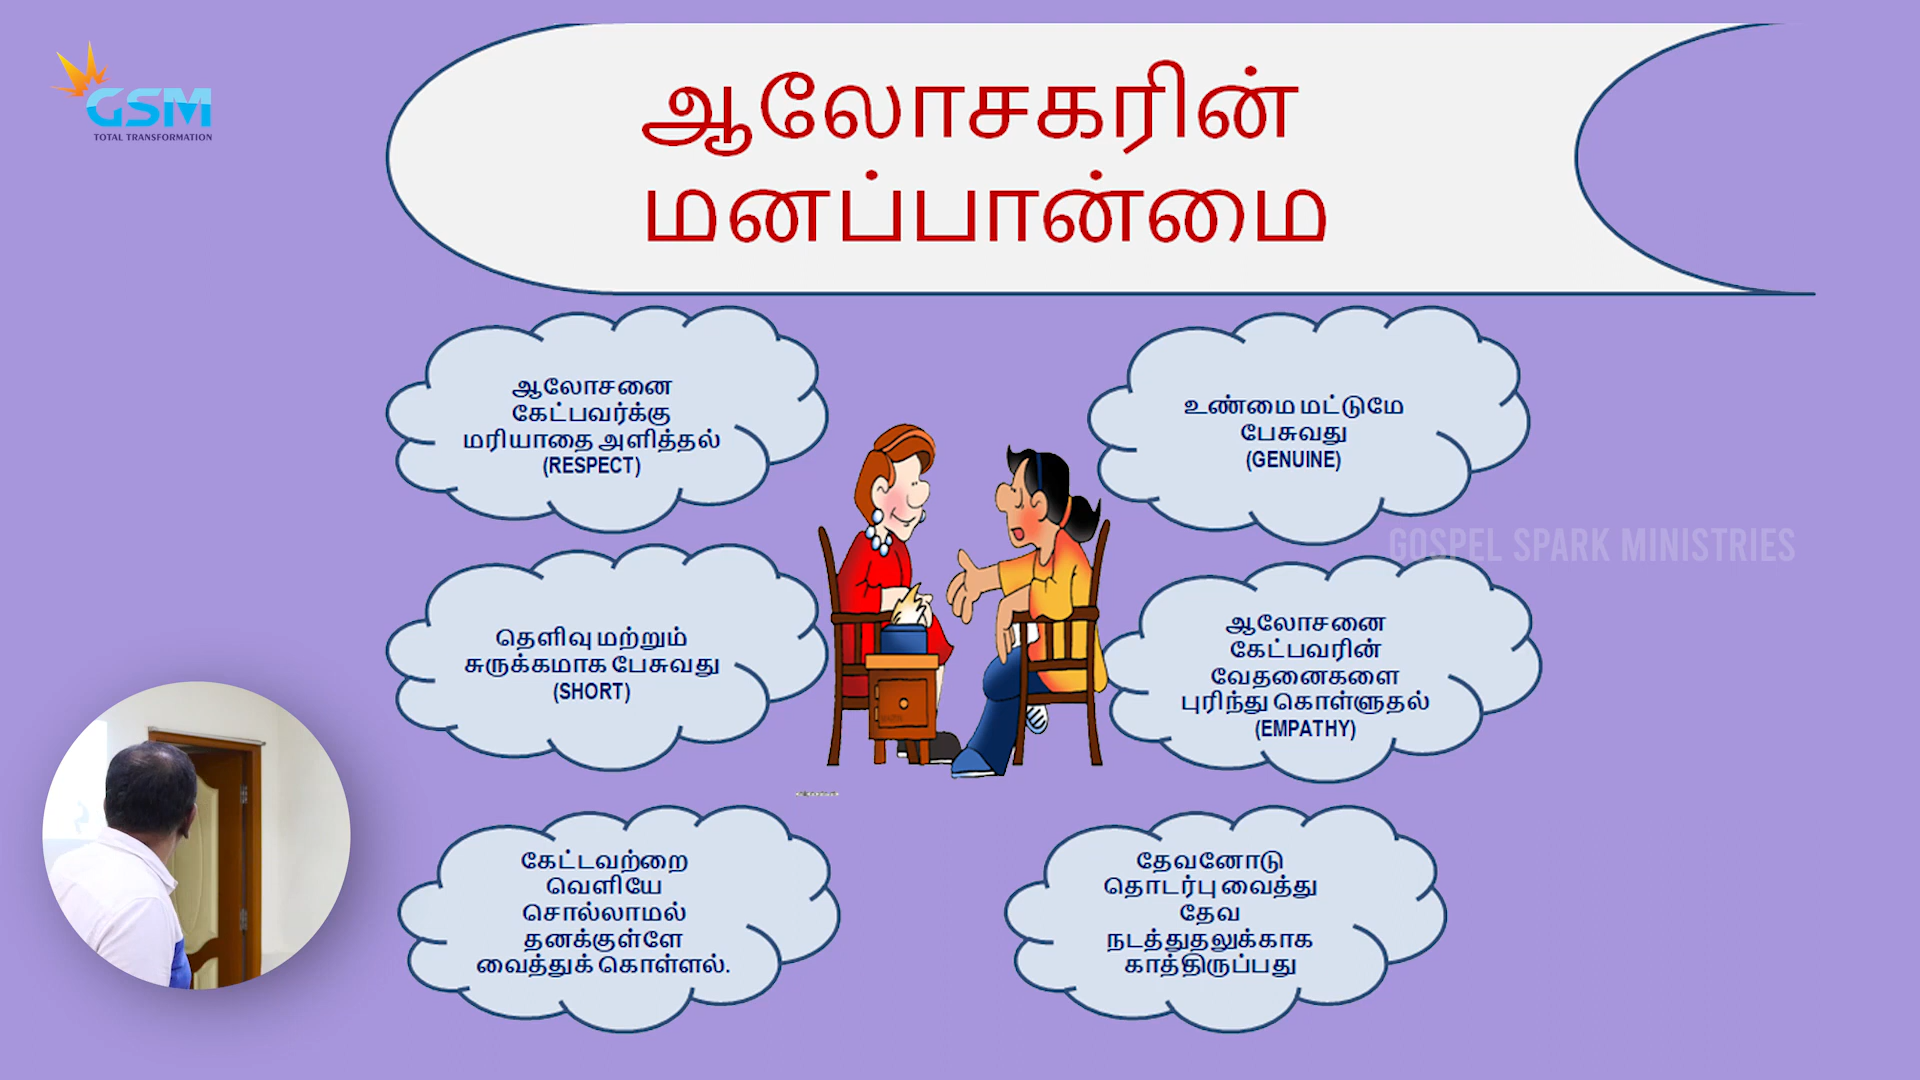 GSM
TOTAL TRANSFORMATION
ஆலோசகரின்
மனப்பான்மை
ஆலோசனை
கேட்பவர்க்கு
மரியாதை அளித்தல்
(RESPECT)
உண்மை மட்டுமே
பேசுவது
(GENUINE)
GOSPEL SPARK MINISTRIES
தெளிவு மற்றும்
சுருக்கமாக பேசுவது
(SHORT)
ஆலோசனை
கேட்பவரின்
வேதனைகளை
புரிந்து கொள்ளுதல்
(EMPATHY)
கேட்டவற்றை
வெளியே
சொல்லாமல்
தனக்குள்ளே
வைத்துக் கொள்ளல்.
தேவனோடு
தொடர்பு வைத்து
தேவ
நடத்துதலுக்காக
காத்திருப்பது